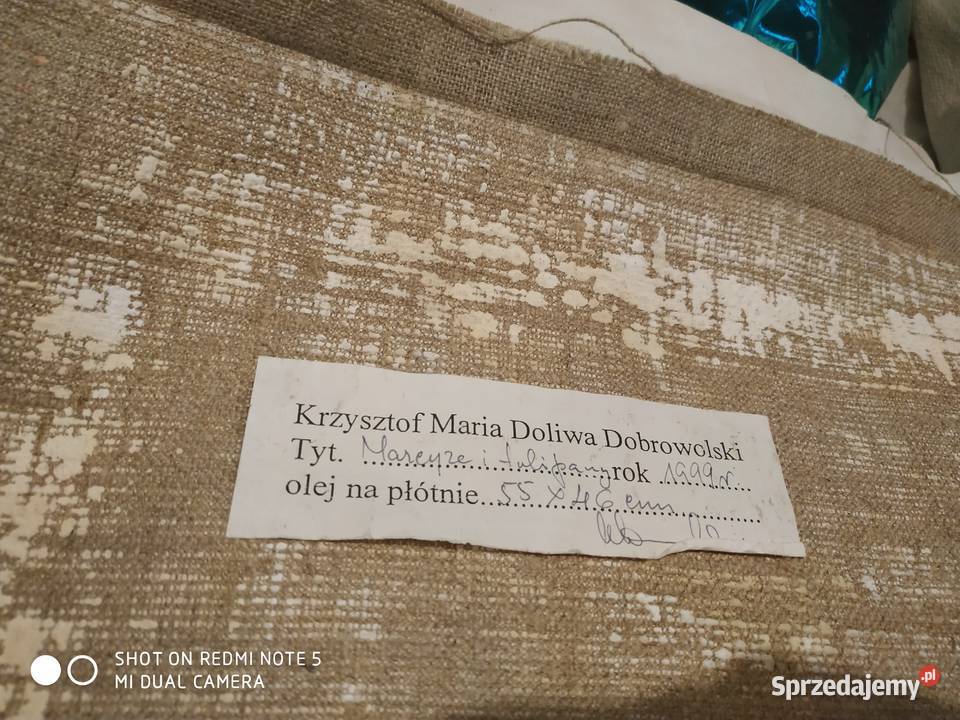 Krzysztof Maria Doliwa Dobrowolski
Tyt. Narcyze i tulipany rok 1999 r.
olej na płótnie...55 x 46 cm
SHOT ON REDMI NOTE 5
MI DUAL CAMERA
Sprzedajemy.pl